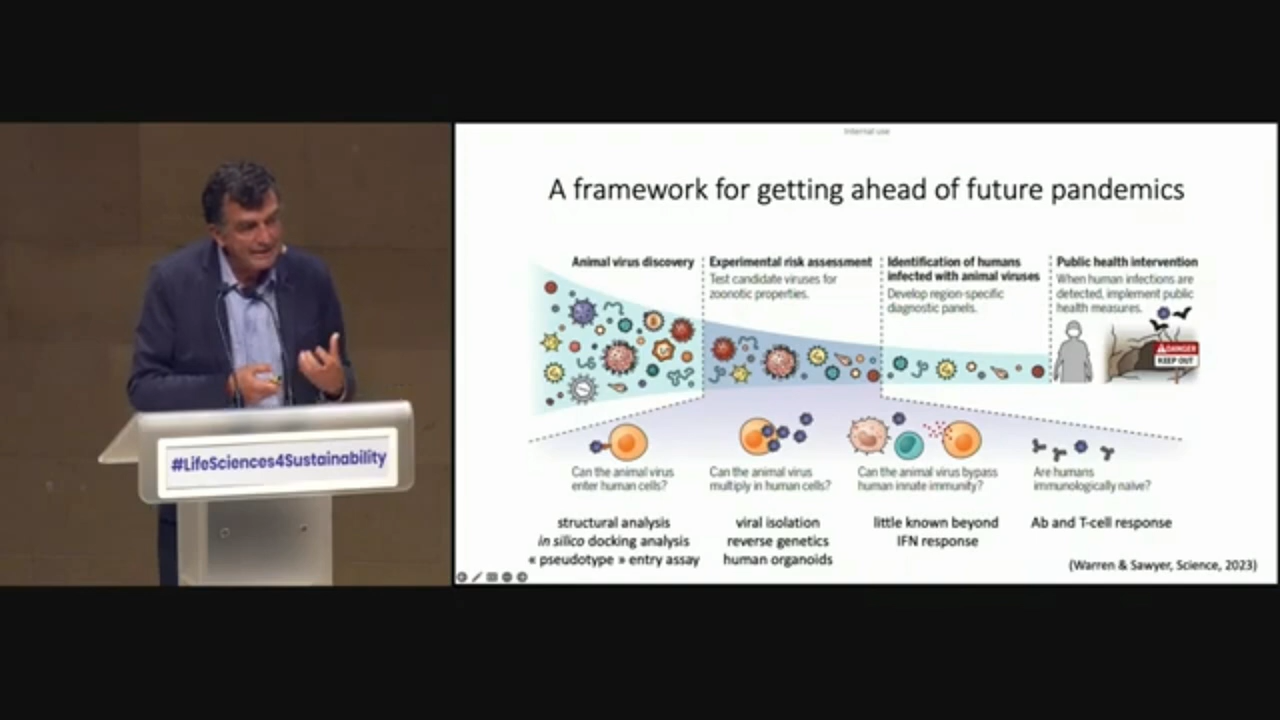 #LifeSciences4Sustainability
Internal use
A framework for getting ahead of future pandemics
Animal virus discovery
Experimental risk assessment
Test candidate viruses for
zoonotic properties.
Identification of humans
infected with animal viruses
Develop region-specific
diagnostic panels.
Public health intervention
When human infections are
detected, implement public
health measures.
DANGER
KEEP OUT
Can the animal virus
enter human cells?
Can the animal virus
multiply in human cells?
Can the animal virus bypass
human innate immunity?
Are humans
immunologically naïve?
structural analysis
in silico docking analysis
« pseudotype » entry assay
viral isolation
reverse genetics
human organoids
little known beyond
IFN response
Ab and T-cell response
(Warren & Sawyer, Science, 2023)